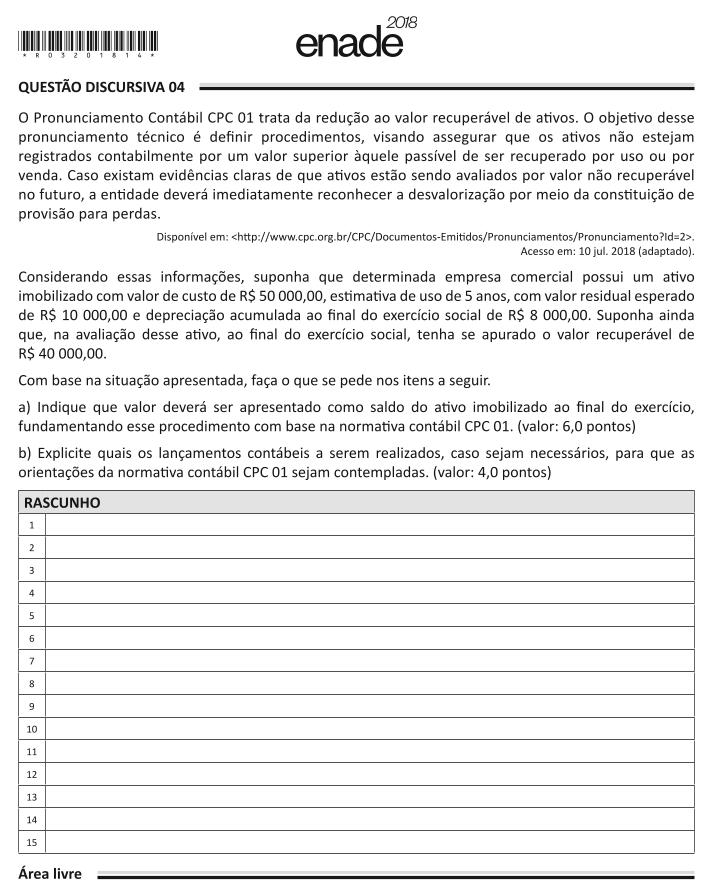 2018
enade
* R 0 3 2 0 1 8 1 4 *
QUESTÃO DISCURSIVA 04
O Pronunciamento Contábil CPC 01 trata da redução ao valor recuperável de ativos. O objetivo desse
pronunciamento técnico é definir procedimentos, visando assegurar que os ativos não estejam
registrados contabilmente por um valor superior àquele passível de ser recuperado por uso ou por
venda. Caso existam evidências claras de que ativos estão sendo avaliados por valor não recuperável
no futuro, a entidade deverá imediatamente reconhecer a desvalorização por meio da constituição de
provisão para perdas.
Disponível em: <http://www.cpc.org.br/CPC/Documentos-Emitidos/Pronunciamentos/Pronunciamento?Id=2>.
Acesso em: 10 jul. 2018 (adaptado).
Considerando essas informações, suponha que determinada empresa comercial possui um ativo
imobilizado com valor de custo de R$ 50 000,00, estimativa de uso de 5 anos, com valor residual esperado
de R$ 10 000,00 e depreciação acumulada ao final do exercício social de R$ 8 000,00. Suponha ainda
que, na avaliação desse ativo, ao final do exercício social, tenha se apurado o valor recuperável de
R$ 40 000,00.
Com base na situação apresentada, faça o que se pede nos itens a seguir.
a) Indique que valor deverá ser apresentado como saldo do ativo imobilizado ao final do exercício,
fundamentando esse procedimento com base na normativa contábil CPC 01. (valor: 6,0 pontos)
b) Explicite quais os lançamentos contábeis a serem realizados, caso sejam necessários, para que as
orientações da normativa contábil CPC 01 sejam contempladas. (valor: 4,0 pontos)
RASCUNHO
1
2
3
4
5
6
7
8
9
10
11
12
13
14
15
Área livre